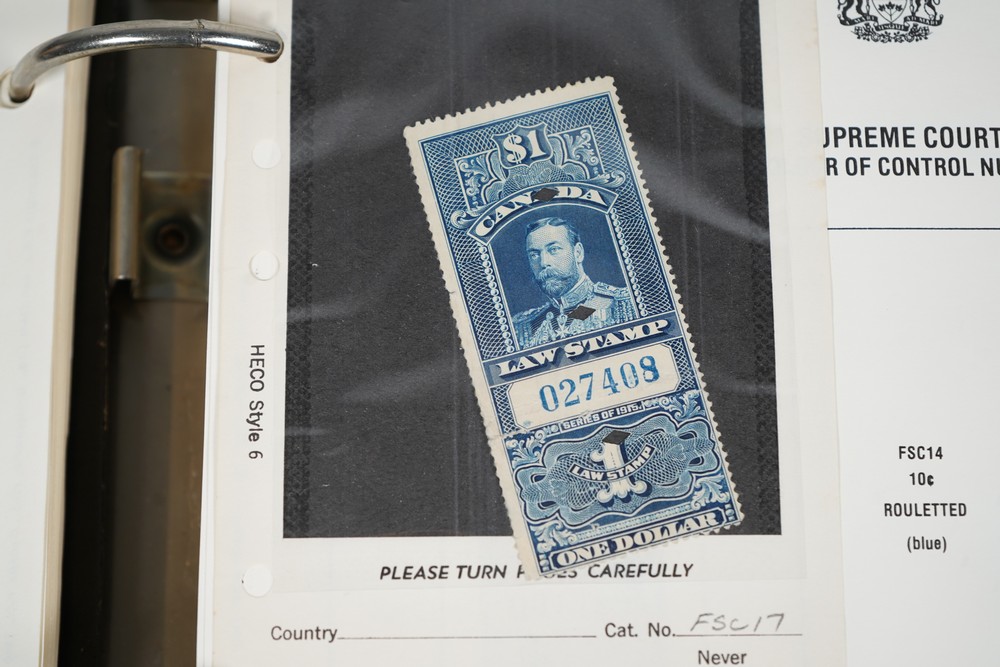 $1
CANADA
LAW STAMP
027408
SERIES OF 1915.
1
LAW STAMP
ONE DOLLAR
HECO Style 6
PLEASE TURN CAREFULLY
Country
Cat. No. FSC17
Never
UPREME COURT
R OF CONTROL
FSC14
10¢
ROULETTED
(blue)